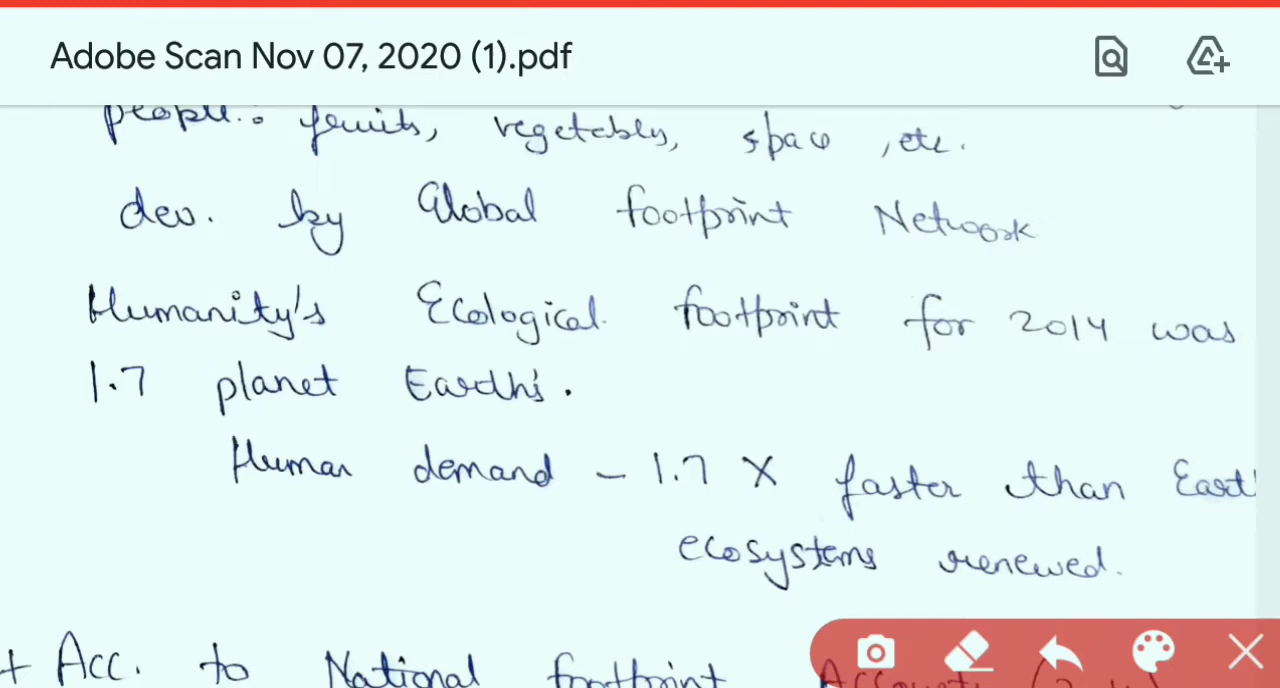 Adobe Scan Nov 07, 2020 (1).pdf
people: fruits, vegetables, space, etc.
dev. by Global footprint Network
Humanity's Ecological footprint for 2014 was
1.7 planet Earth's.
Human demand - 1.7 X faster than Eart
ecosystems renewed.
+ Acc. to National footprint